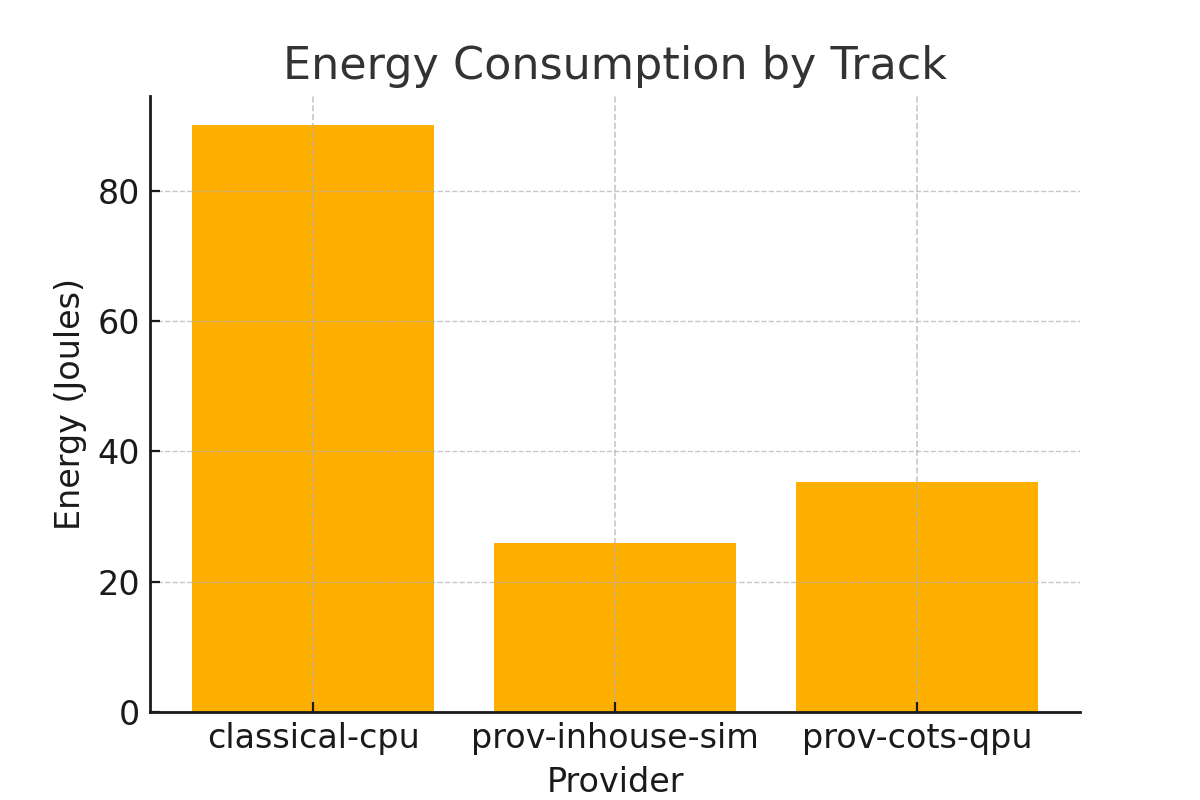 Energy Consumption by Track
Energy (Joules)
80
60
40
20
0
classical-cpu prov-inhouse-sim prov-cots-qpu
Provider